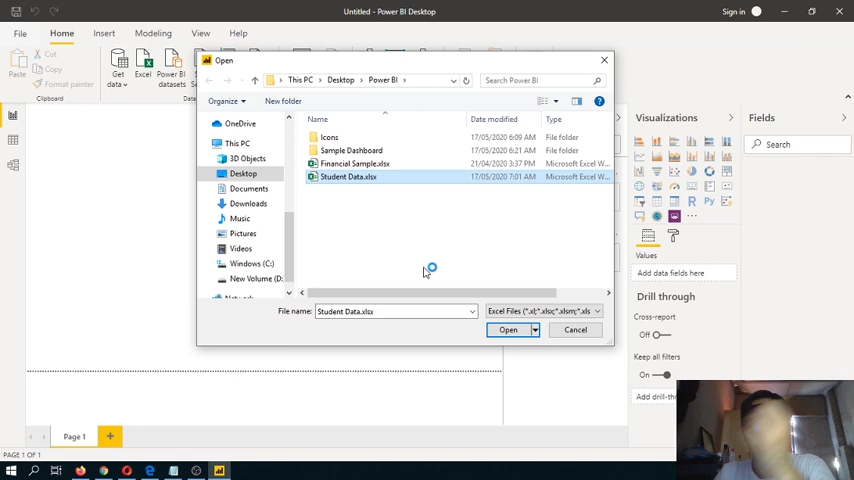 Untitled - Power BI Desktop
Sign in
File
Home
Insert
Modeling
View
Help
Paste
Cut
Copy
Format painter
Clipboard
Get
data
Excel
Power BI
datasets
Open
This PC
Desktop
Power BI
Search Power BI
Organize
New folder
OneDrive
This PC
3D Objects
Desktop
Documents
Downloads
Music
Pictures
Videos
Windows (C:)
New Volume (D:
Name
Date modified
Type
Icons
17/05/2020 6:09 AM
File folder
Sample Dashboard
17/05/2020 6:21 AM
File folder
Financial Sample.xlsx
21/04/2020 3:37 PM
Microsoft Excel W...
Student Data.xlsx
17/05/2020 7:01 AM
Microsoft Excel W...
File name:
Student Data.xlsx
Excel Files (*.xl;*.xlsx;*.xlsm;*.xls
Open
Cancel
Visualizations
Fields
Search
R
Py
Values
Add data fields here
Drill through
Cross-report
Off
Keep all filters
On
Add drill-thr
Page 1
PAGE 1 OF 1